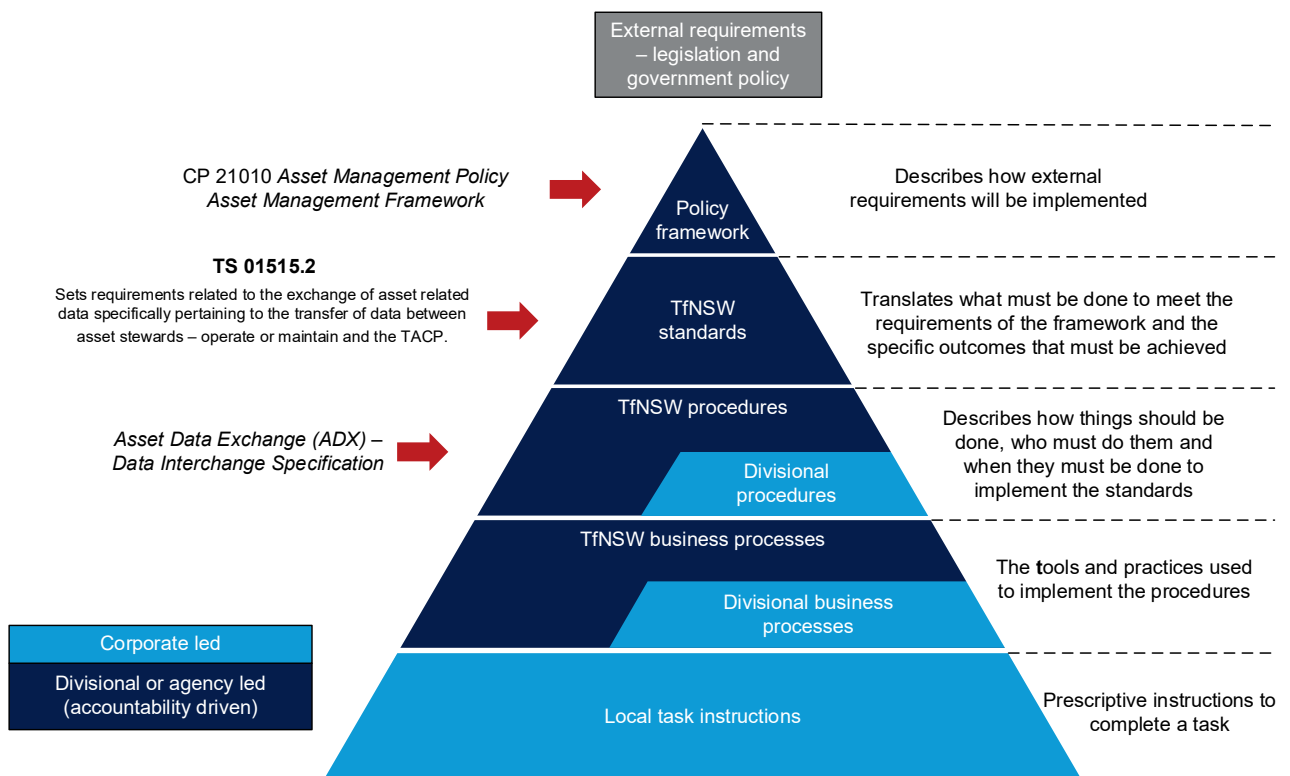 External requirements
– legislation and
government policy
CP 21010 Asset Management Policy
Asset Management Framework
Policy
framework
Describes how external
requirements will be implemented
TS 01515.2
Sets requirements related to the exchange of asset related
data specifically pertaining to the transfer of data between
asset stewards – operate or maintain and the TACP.
TfNSW
standards
Translates what must be done to meet the
requirements of the framework and the
specific outcomes that must be achieved
Asset Data Exchange (ADX) –
Data Interchange Specification
TfNSW procedures
Divisional
procedures
Describes how things should be
done, who must do them and
when they must be done to
implement the standards
TfNSW business processes
Divisional business
processes
The tools and practices used
to implement the procedures
Corporate led
Divisional or agency led
(accountability driven)
Local task instructions
Prescriptive instructions to
complete a task